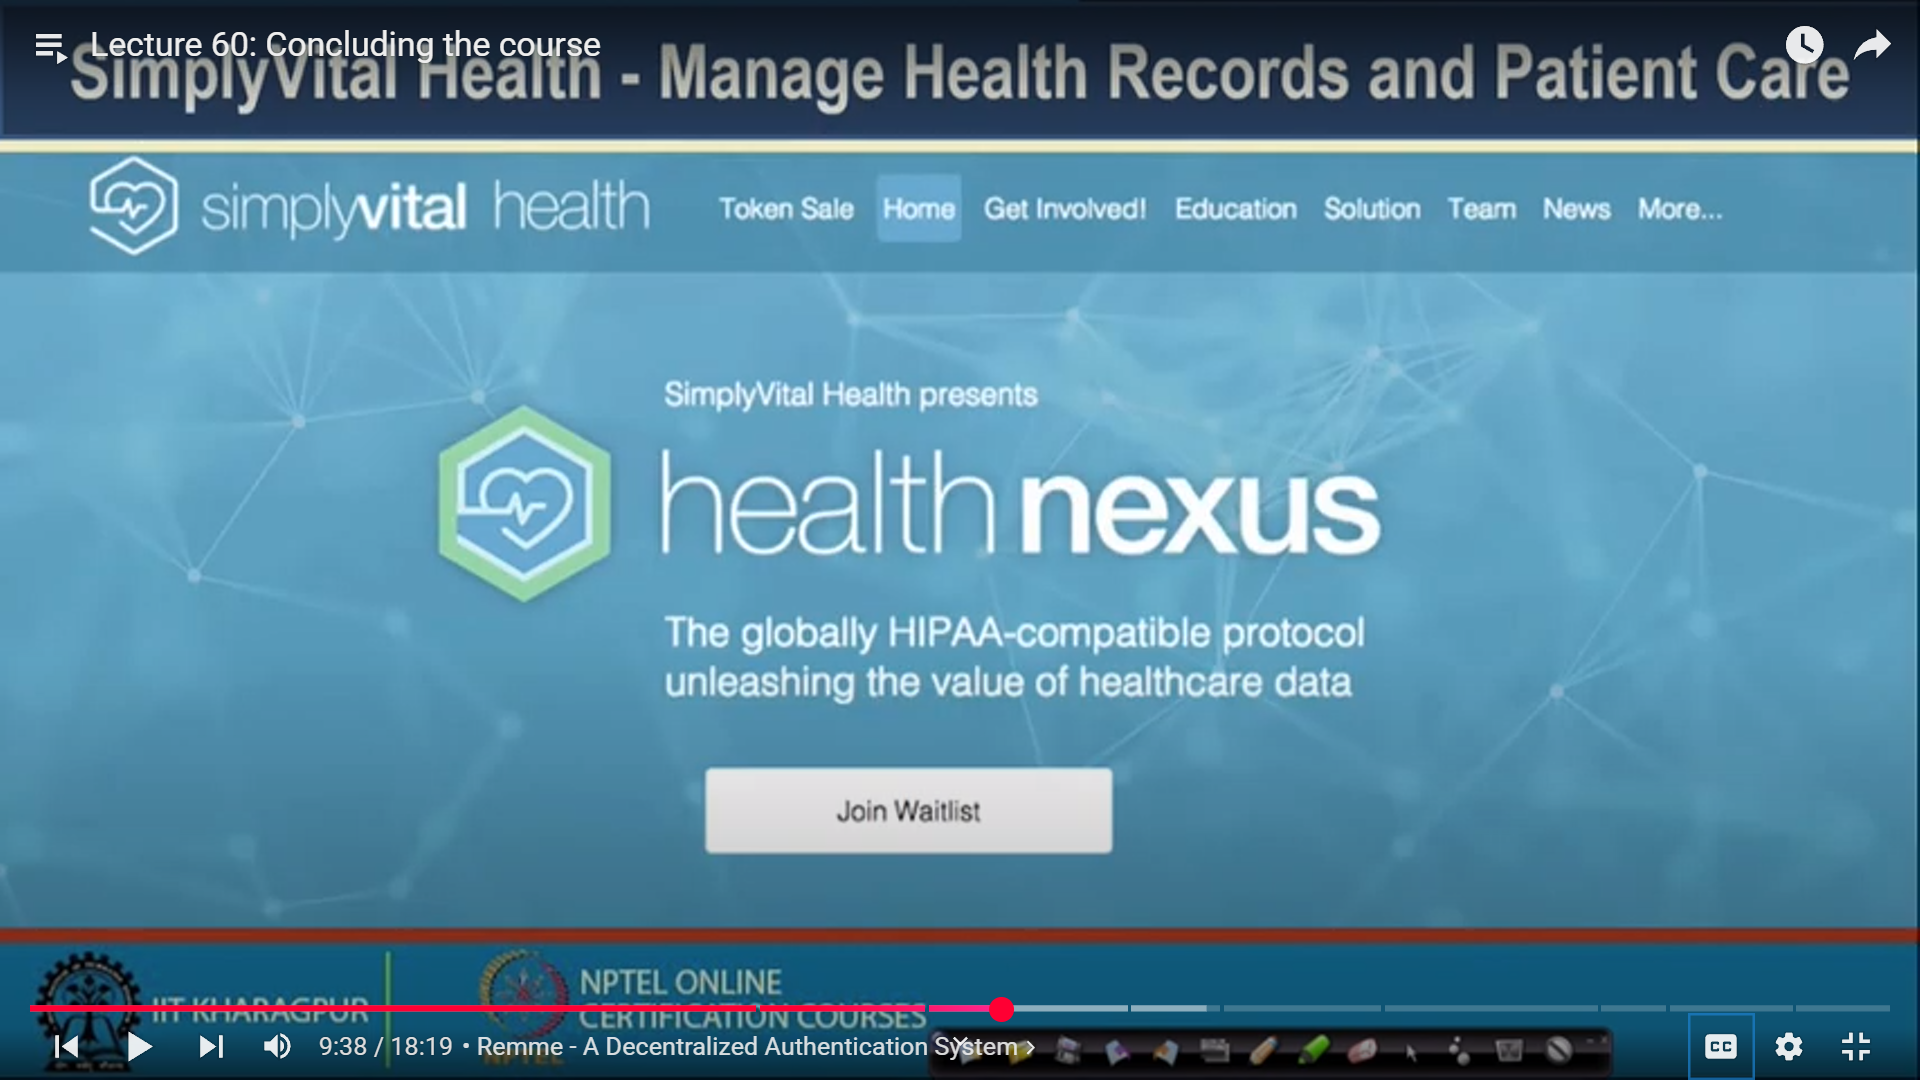 Lecture 60: Concluding the course
SimplyVital Health - Manage Health Records and Patient Care
simplyvital health
Token Sale Home Get Involved! Education Solution Team News More...
SimplyVital Health presents
health nexus
The globally HIPAA-compatible protocol
unleashing the value of healthcare data
Join Waitlist
IIT KHARAGPUR
NPTEL ONLINE
CERTIFICATION COURSES
NPTEL
9:38 / 18:19 • Remme - A Decentralized Authentication System
CC